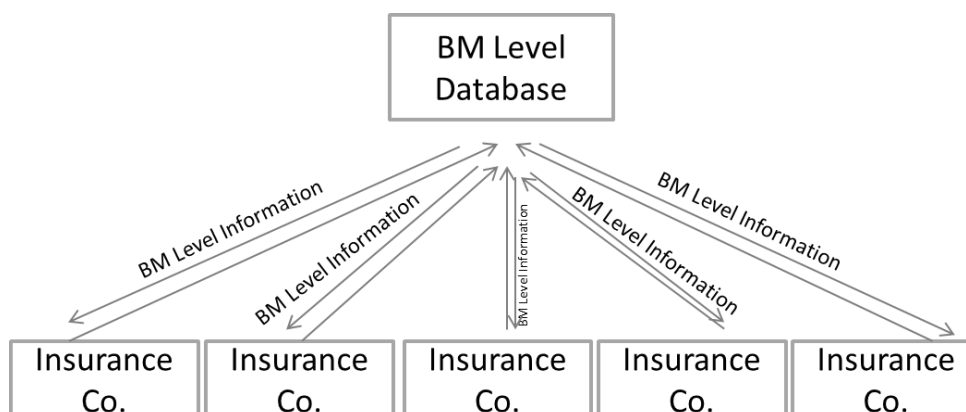 BM Level
Database
BM Level Information
BM Level Information
BM Level Information
BM Level Information
BM Level Information
Insurance
Co.
Insurance
Co.
Insurance
Co.
Insurance
Co.
Insurance
Co.